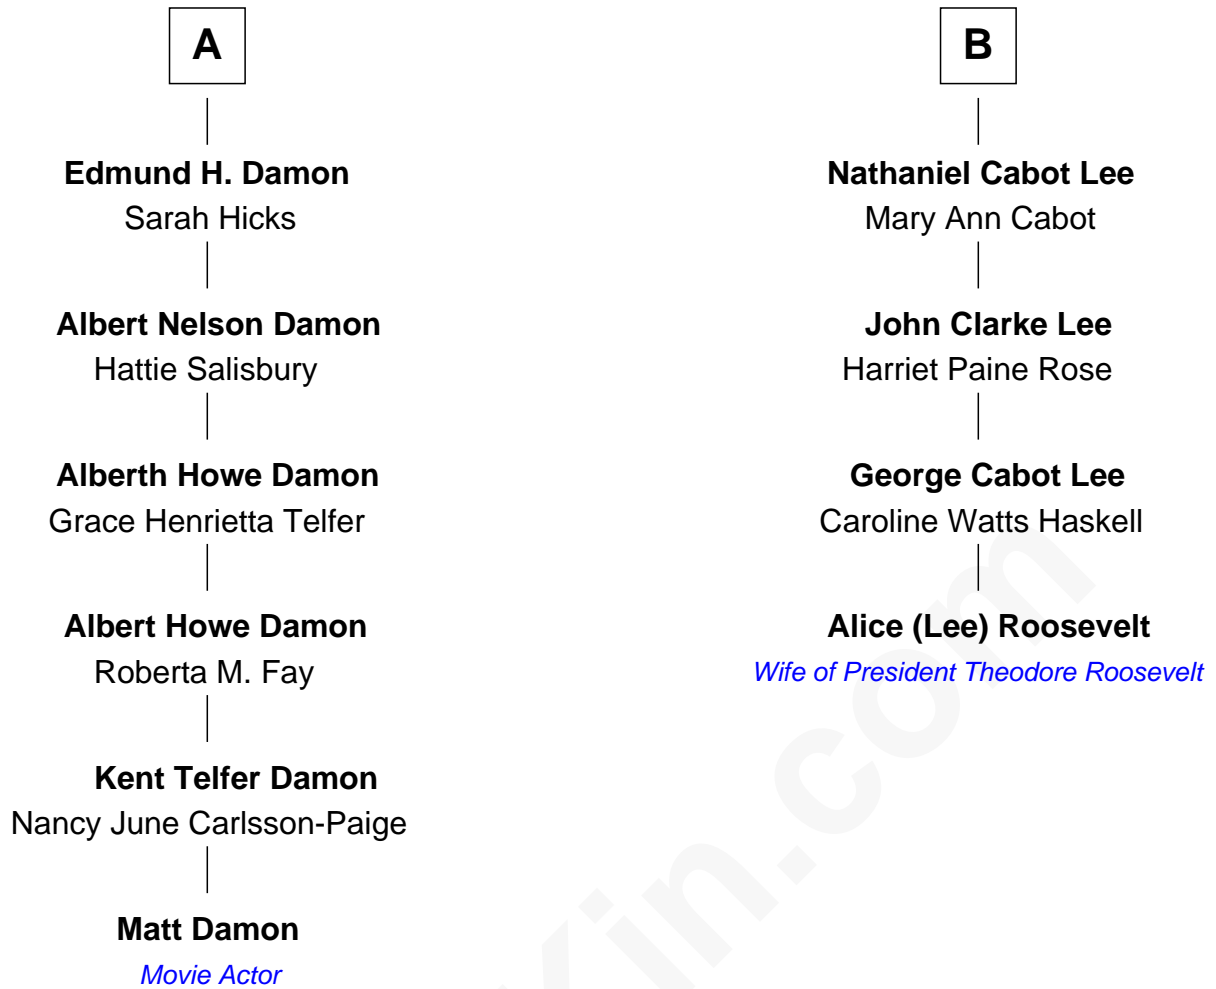 A
Edmund H. Damon
Sarah Hicks
Albert Nelson Damon
Hattie Salisbury
Alberth Howe Damon
Grace Henrietta Telfer
Albert Howe Damon
Roberta M. Fay
Kent Telfer Damon
Nancy June Carlsson-Paige
Matt Damon
Movie Actor
B
Nathaniel Cabot Lee
Mary Ann Cabot
John Clarke Lee
Harriet Paine Rose
George Cabot Lee
Caroline Watts Haskell
Alice (Lee) Roosevelt
Wife of President Theodore Roosevelt
Kin.com